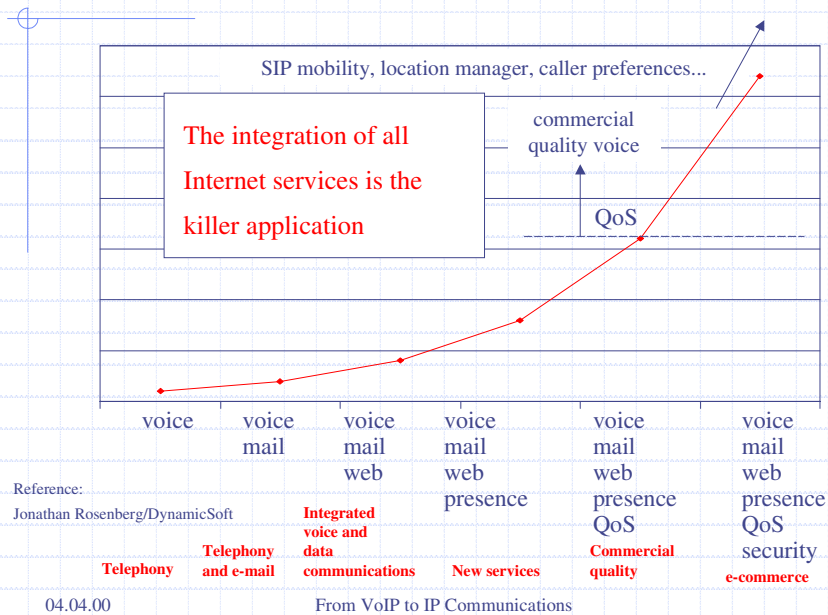 SIP mobility, location manager, caller preferences...
The integration of all
Internet services is the
killer application
commercial
quality voice
QoS
voice
voice
mail
voice
mail
web
voice
mail
web
presence
voice
mail
web
presence
QoS
voice
mail
web
presence
QoS
security
Reference:
Jonathan Rosenberg/DynamicSoft
Telephony
Telephony
and e-mail
Integrated
voice and
data
communications
New services
Commercial
quality
e-commerce
04.04.00
From VoIP to IP Communications